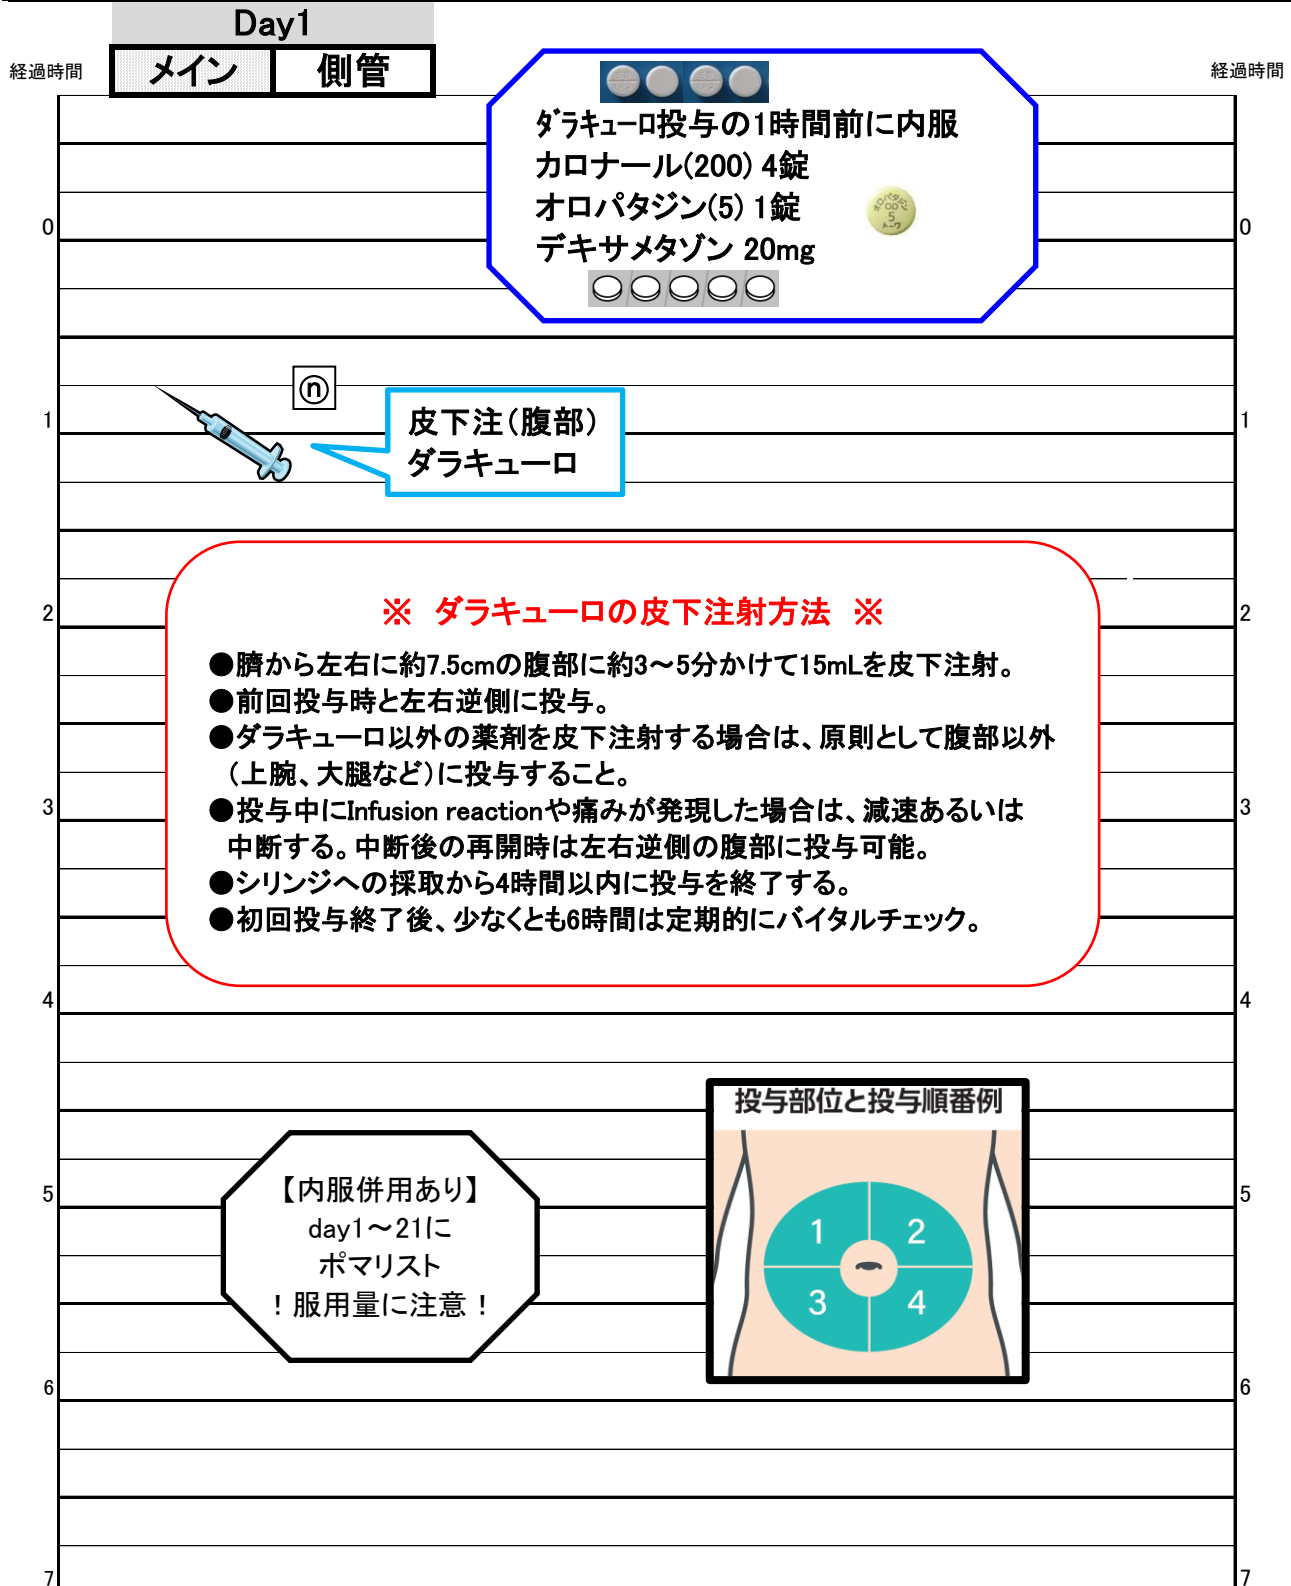 Day1
メイン 側管
経過時間
経過時間
ダラキューロ投与の1時間前に内服
カロナール(200) 4錠
オロパタジン(5) 1錠
オロパタジン
OD
5
トーワ
デキサメタゾン 20mg
0
0
ⓝ
皮下注（腹部）
ダラキューロ
1
1
※ ダラキューロの皮下注射方法 ※
●臍から左右に約7.5cmの腹部に約3～5分かけて15mLを皮下注射。
●前回投与時と左右逆側に投与。
●ダラキューロ以外の薬剤を皮下注射する場合は、原則として腹部以外
（上腕、大腿など）に投与すること。
●投与中にInfusion reactionや痛みが発現した場合は、減速あるいは
中断する。中断後の再開時は左右逆側の腹部に投与可能。
●シリンジへの採取から4時間以内に投与を終了する。
●初回投与終了後、少なくとも6時間は定期的にバイタルチェック。
2
2
3
3
4
4
投与部位と投与順番例
1 2
3 4
【内服併用あり】
day1～21に
ポマリスト
！服用量に注意！
5
5
6
6
7
7